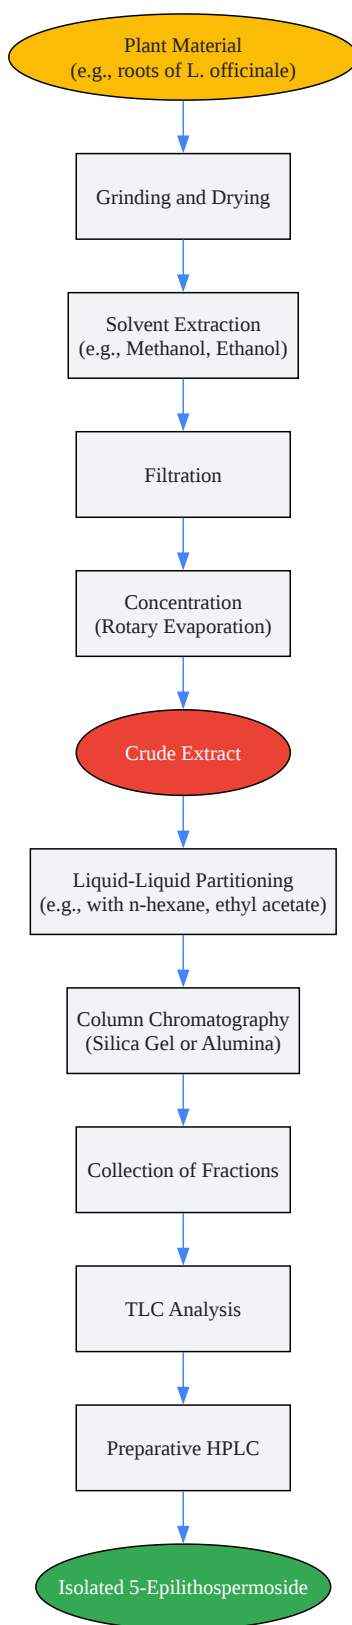 Plant Material
(e.g., roots of L. officinale)
Grinding and Drying
Solvent Extraction
(e.g., Methanol, Ethanol)
Filtration
Concentration
(Rotary Evaporation)
Crude Extract
Liquid-Liquid Partitioning
(e.g., with n-hexane, ethyl acetate)
Column Chromatography
(Silica Gel or Alumina)
Collection of Fractions
TLC Analysis
Preparative HPLC
Isolated 5-Epilithospermoside